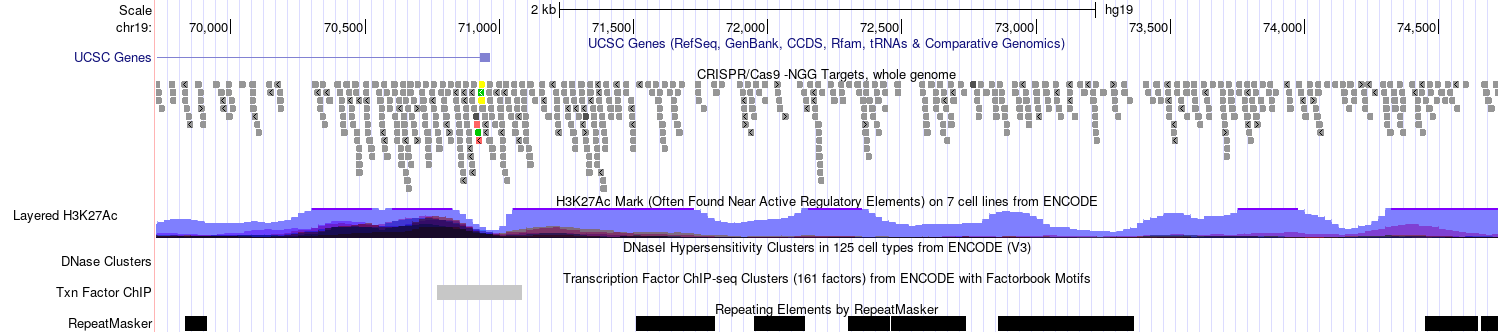 Scale 2 kb hg19
chr19: 70,000 70,500 71,000 71,500 72,000 72,500 73,000 73,500 74,000 74,500
UCSC Genes (RefSeq, GenBank, CCDS, Rfam, tRNAs & Comparative Genomics)
UCSC Genes
CRISPR/Cas9 -NGG Targets, whole genome
H3K27Ac Mark (Often Found Near Active Regulatory Elements) on 7 cell lines from ENCODE
Layered H3K27Ac
DNaseI Hypersensitivity Clusters in 125 cell types from ENCODE (V3)
DNase Clusters
Transcription Factor ChIP-seq Clusters (161 factors) from ENCODE with Factorbook Motifs
Txn Factor ChIP
Repeating Elements by RepeatMasker
RepeatMasker